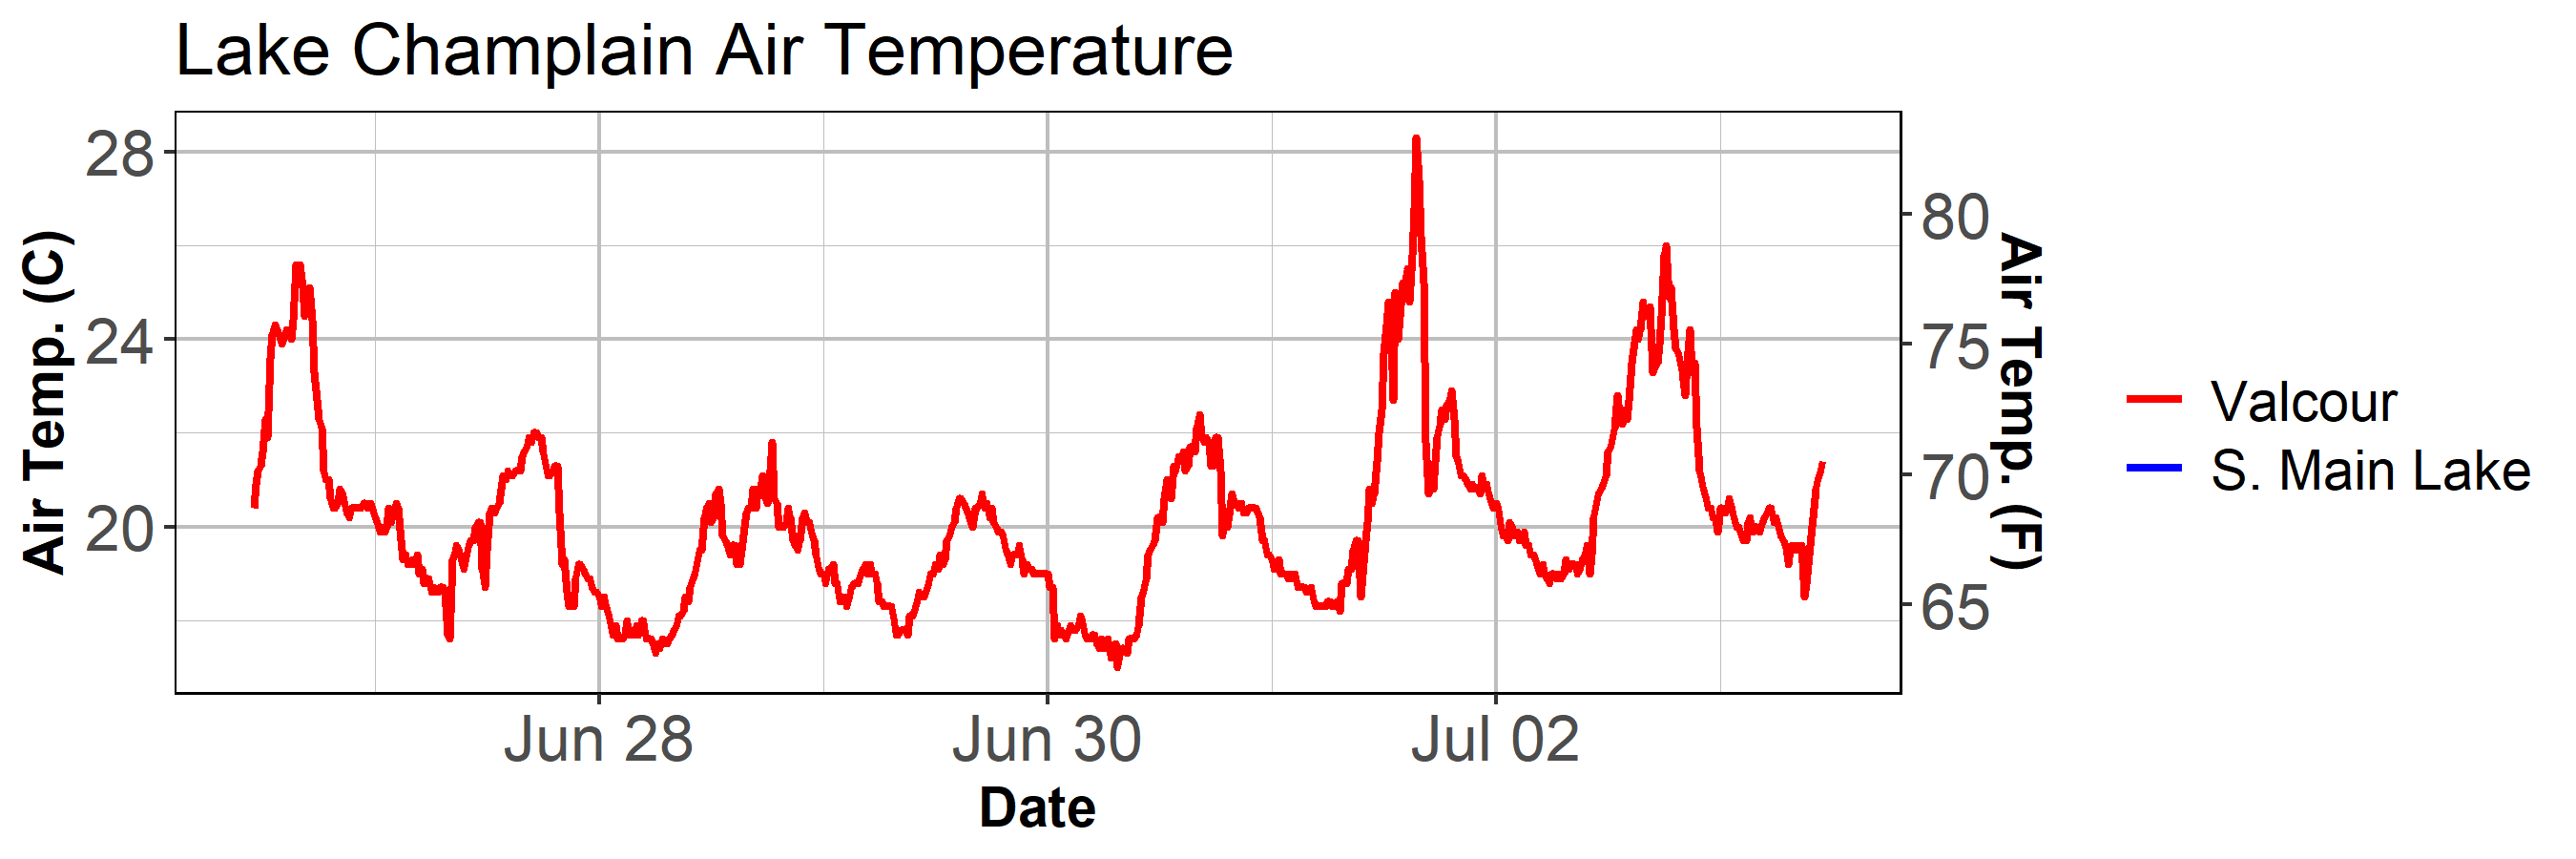 Lake Champlain Air Temperature
Air Temp. (C)
28
24
20
80
75
70
65
Air Temp. (F)
Jun 28
Jun 30
Jul 02
Date
Valcour
S. Main Lake